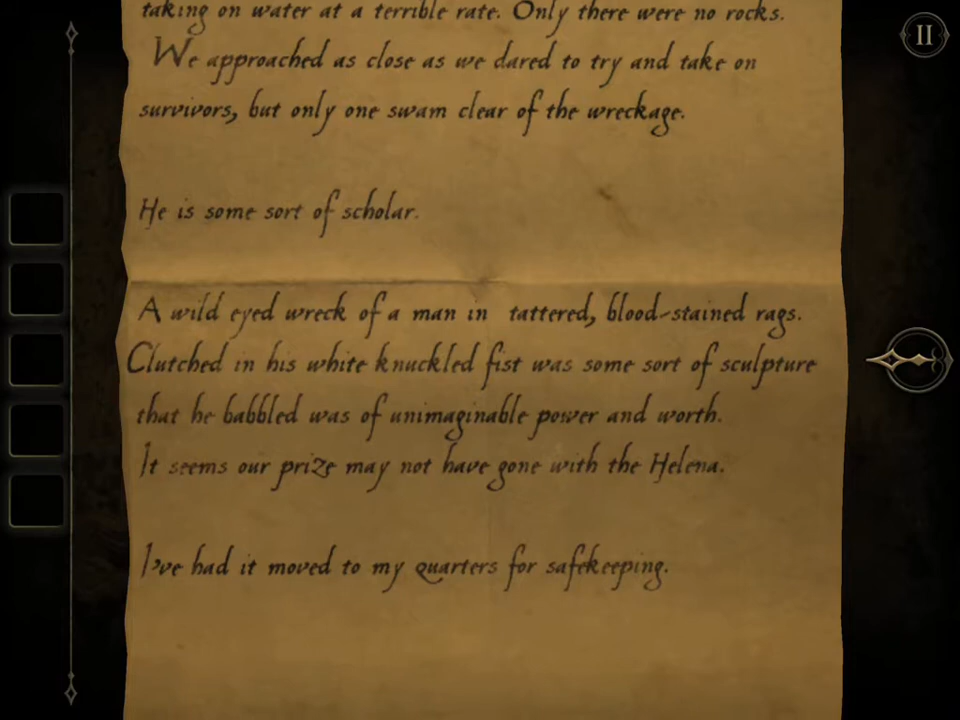 taking on water at a terrible rate. Only there were no rocks.
We approached as close as we dared to try and take on
survivors, but only one swam clear of the wreckage.
He is some sort of scholar.
A wild eyed wreck of a man in tattered, blood-stained rags.
Clutched in his white knuckled fist was some sort of sculpture
that he babbled was of unimaginable power and worth.
It seems our prize may not have gone with the Helena.
I've had it moved to my quarters for safekeeping.